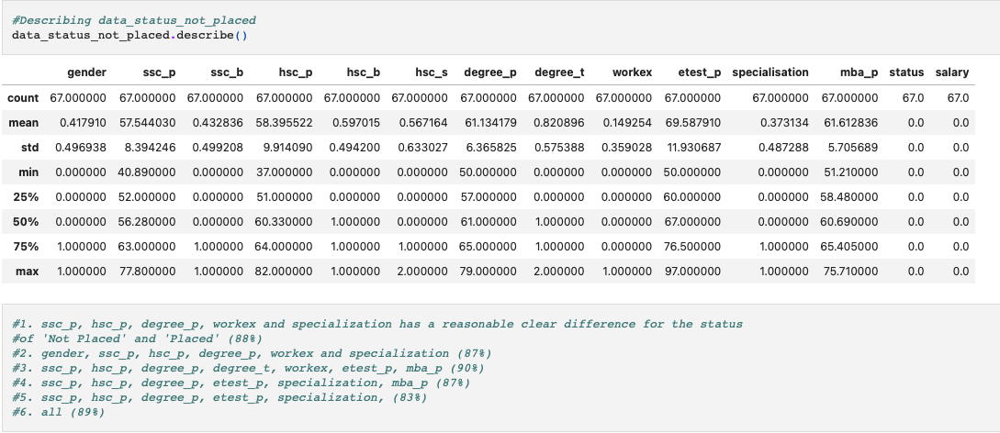 #Describing data_status_not_placed
data_status_not_placed.describe()
gender ssc_p ssc_b hsc_p hsc_b hsc_s degree_p degree_t workex etest_p specialisation mba_p status salary
count 67.000000 67.000000 67.000000 67.000000 67.000000 67.000000 67.000000 67.000000 67.000000 67.000000 67.000000 67.000000 67.0 67.0
mean 0.417910 57.544030 0.432836 58.395522 0.597015 0.567164 61.134179 0.820896 0.149254 69.587910 0.373134 61.612836 0.0 0.0
std 0.496938 8.394246 0.499208 9.914090 0.494200 0.633027 6.365825 0.575388 0.359028 11.930687 0.487288 5.705689 0.0 0.0
min 0.000000 40.890000 0.000000 37.000000 0.000000 0.000000 50.000000 0.000000 0.000000 50.000000 0.000000 51.210000 0.0 0.0
25% 0.000000 52.000000 0.000000 51.000000 0.000000 0.000000 57.000000 0.000000 0.000000 60.000000 0.000000 58.480000 0.0 0.0
50% 0.000000 56.280000 0.000000 60.330000 1.000000 0.000000 61.000000 1.000000 0.000000 67.000000 0.000000 60.690000 0.0 0.0
75% 1.000000 63.000000 1.000000 64.000000 1.000000 1.000000 65.000000 1.000000 0.000000 76.500000 1.000000 65.405000 0.0 0.0
max 1.000000 77.800000 1.000000 82.000000 1.000000 2.000000 79.000000 2.000000 1.000000 97.000000 1.000000 75.710000 0.0 0.0
#1. ssc_p, hsc_p, degree_p, workex and specialization has a reasonable clear difference for the status
#of 'Not Placed' and 'Placed' (88%)
#2. gender, ssc_p, hsc_p, degree_p, workex and specialization (87%)
#3. ssc_p, hsc_p, degree_p, degree_t, workex, etest_p, mba_p (90%)
#4. ssc_p, hsc_p, degree_p, etest_p, specialization, mba_p (87%)
#5. ssc_p, hsc_p, degree_p, etest_p, specialization, (83%)
#6. all (89%)